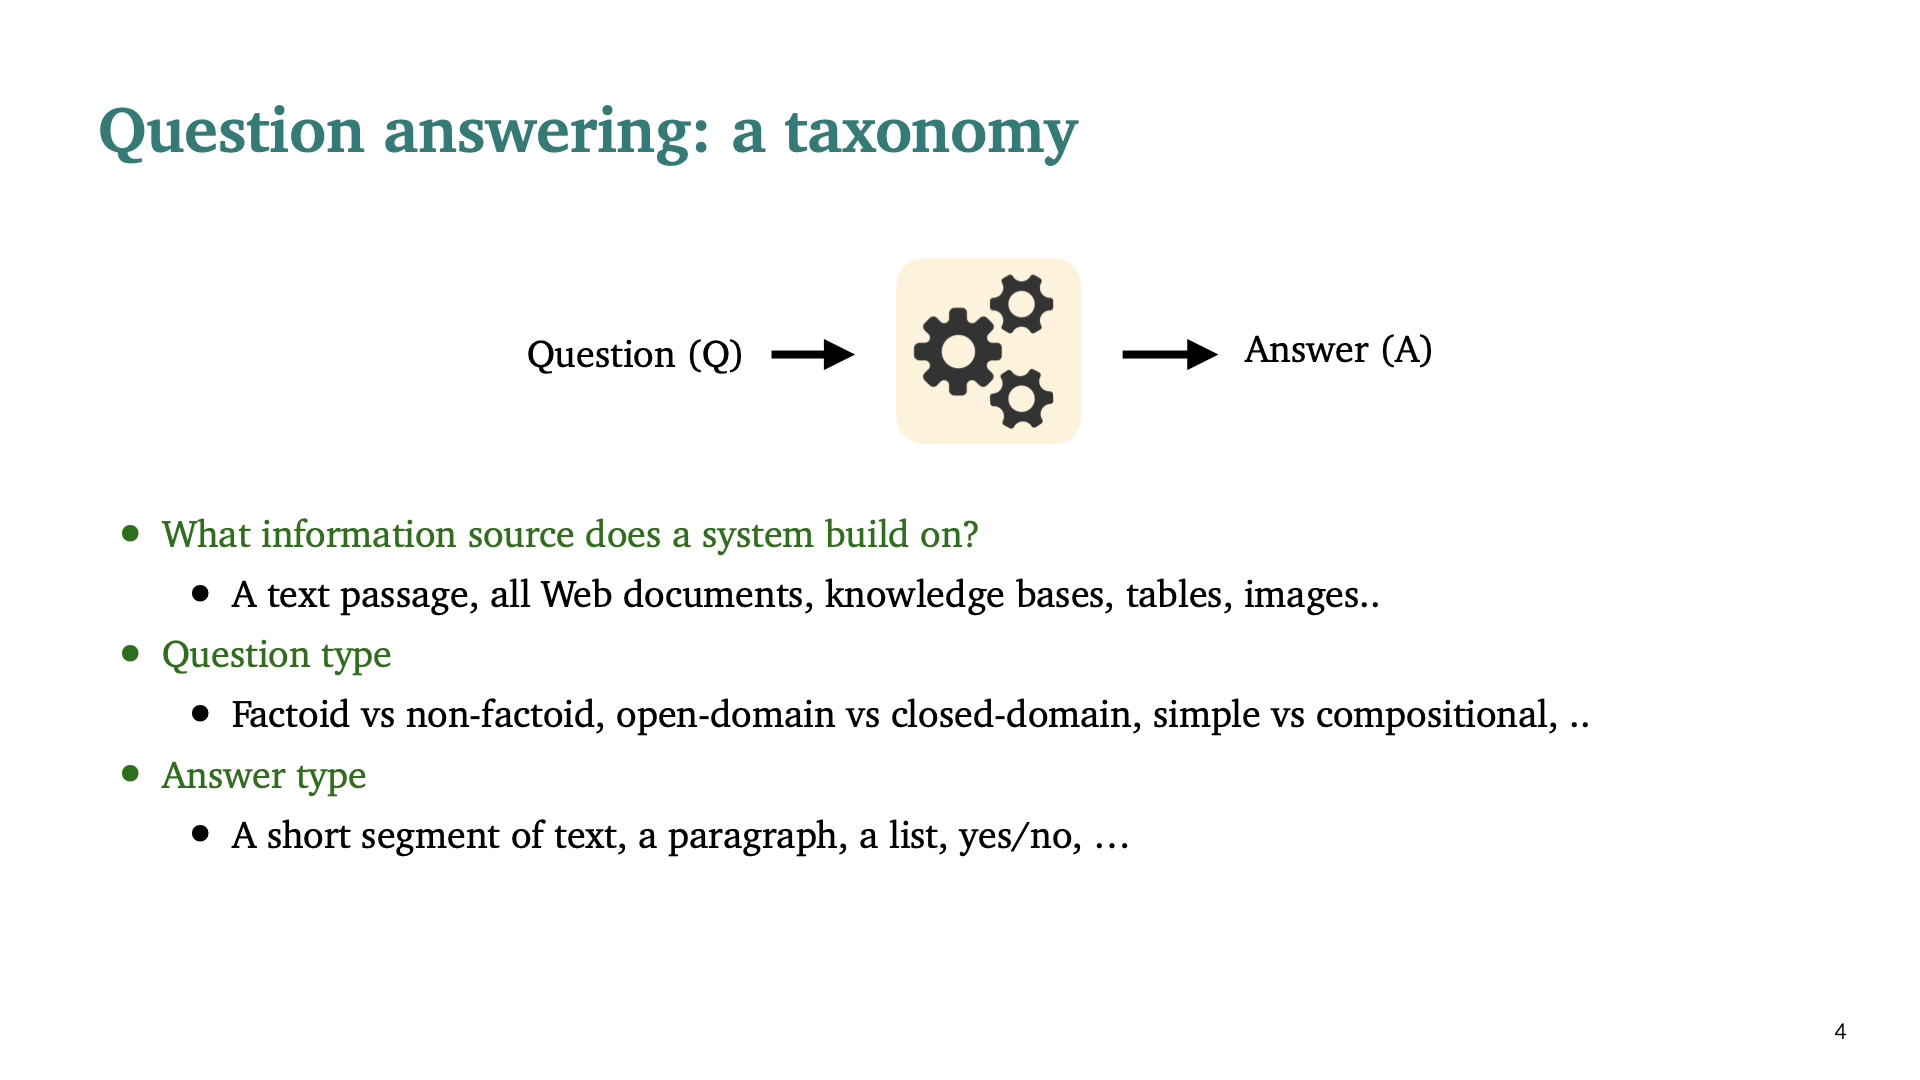 Question answering: a taxonomy
Question (Q)
Answer (A)
• What information source does a system build on?
• A text passage, all Web documents, knowledge bases, tables, images..
• Question type
• Factoid vs non-factoid, open-domain vs closed-domain, simple vs compositional, ..
• Answer type
• A short segment of text, a paragraph, a list, yes/no, …
4